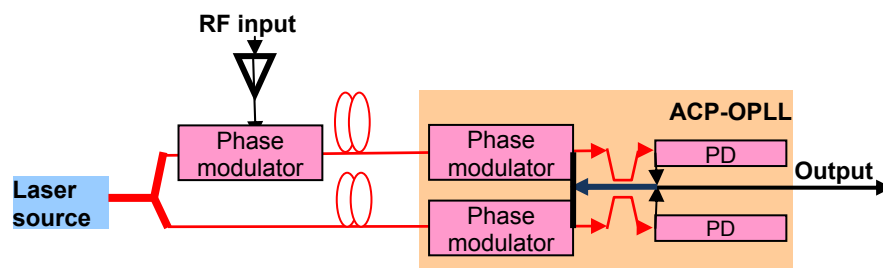 RF input
ACP-OPLL
Phase
modulator
Phase
modulator
PD
Output
Laser
source
Phase
modulator
PD